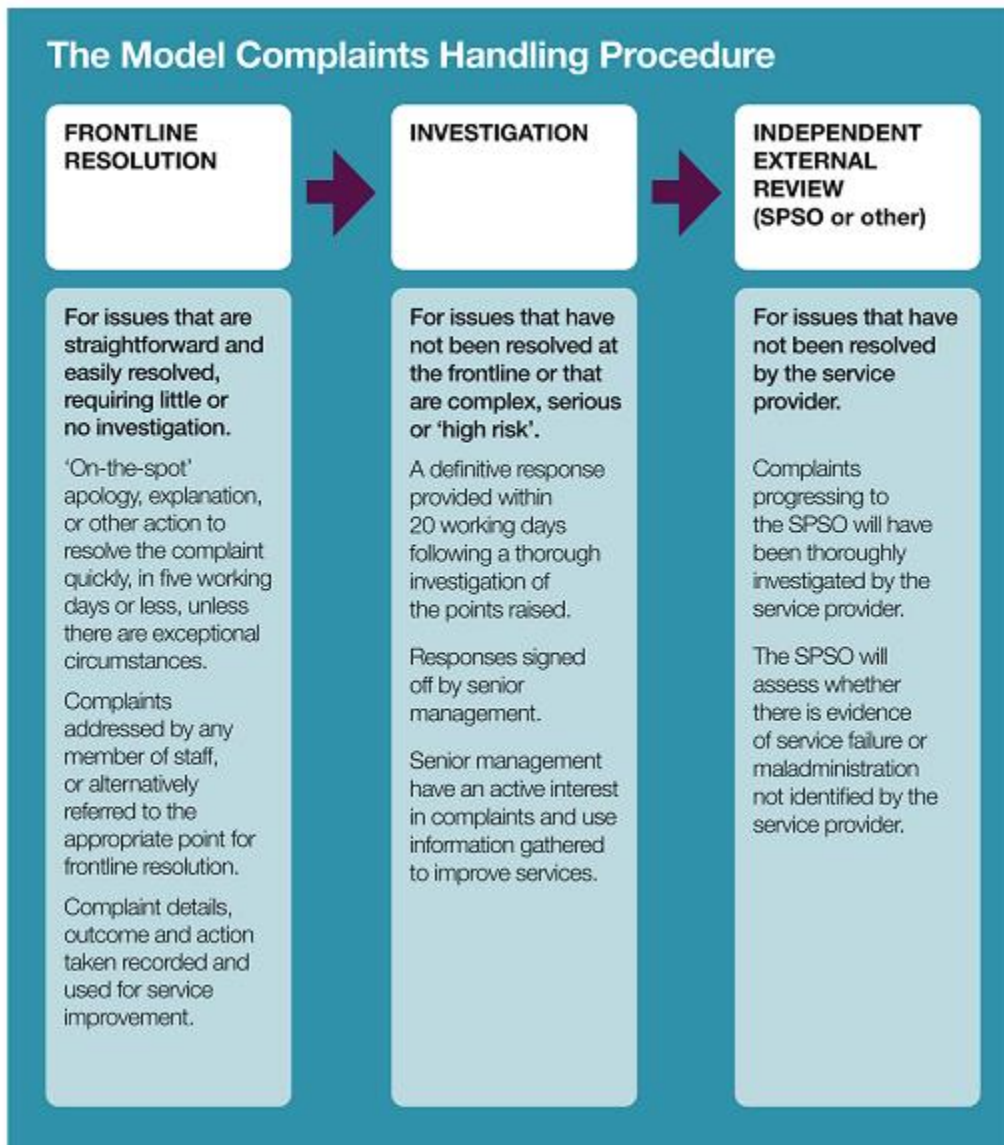 The Model Complaints Handling Procedure
FRONTLINE
RESOLUTION
For issues that are
straightforward and
easily resolved,
requiring little or
no investigation.
‘On-the-spot’
apology, explanation,
or other action to
resolve the complaint
quickly, in five working
days or less, unless
there are exceptional
circumstances.
Complaints
addressed by any
member of staff,
or alternatively
referred to the
appropriate point for
frontline resolution.
Complaint details,
outcome and action
taken recorded and
used for service
improvement.
INVESTIGATION
For issues that have
not been resolved at
the frontline or that
are complex, serious
or ‘high risk’.
A definitive response
provided within
20 working days
following a thorough
investigation of
the points raised.
Responses signed
off by senior
management.
Senior management
have an active interest
in complaints and use
information gathered
to improve services.
INDEPENDENT
EXTERNAL
REVIEW
(SPSO or other)
For issues that have
not been resolved
by the service
provider.
Complaints
progressing to
the SPSO will have
been thoroughly
investigated by the
service provider.
The SPSO will
assess whether
there is evidence
of service failure or
maladministration
not identified by the
service provider.